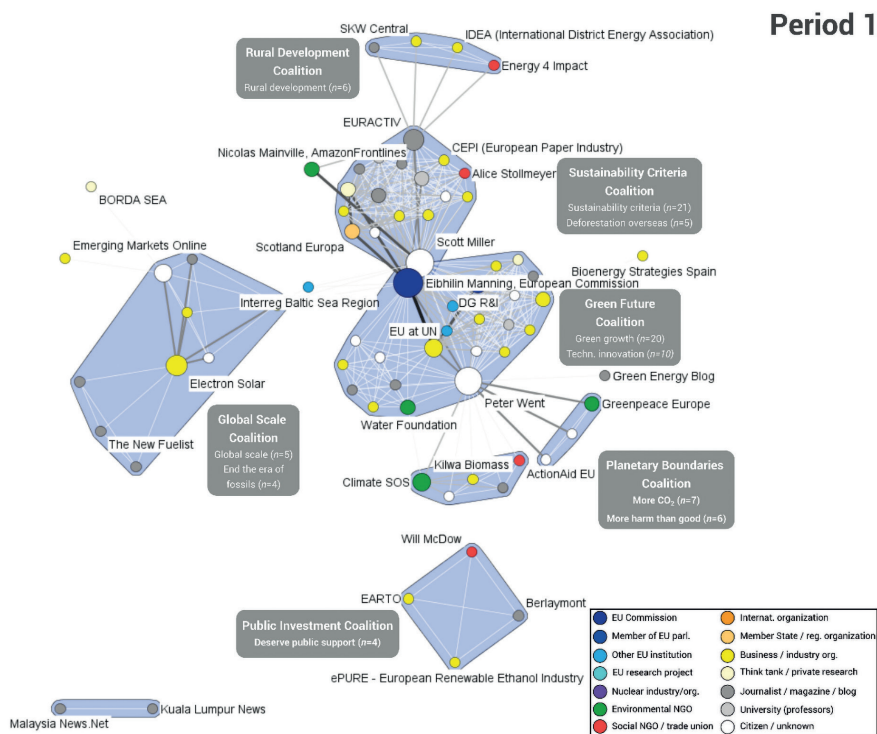 Period 1
SKW Central
IDEA (International District Energy Association)
Rural Development
Coalition
Rural development (n=6)
Energy 4 Impact
EURACTIV
Nicolas Mainville, AmazonFrontlines
CEPI (European Paper Industry)
Alice Stollmeyer
Sustainability Criteria
Coalition
Sustainability criteria (n=21)
Deforestation overseas (n=5)
BORDA SEA
Emerging Markets Online
Scotland Europa
Scott Miller
Bioenergy Strategies Spain
Eibhilin Manning, European Commission
Interreg Baltic Sea Region
DG R&I
EU at UN
Green Future
Coalition
Green growth (n=20)
Techn. innovation (n=10)
Electron Solar
Green Energy Blog
Peter Went
Greenpeace Europe
Water Foundation
Global Scale
Coalition
Global scale (n=5)
End the era of
fossils (n=4)
The New Fuelist
Kilwa Biomass
ActionAid EU
Climate SOS
Planetary Boundaries
Coalition
More CO₂ (n=7)
More harm than good (n=6)
Will McDow
EARTO
Berlaymont
Public Investment Coalition
Deserve public support (n=4)
ePURE - European Renewable Ethanol Industry
Malaysia News.Net
Kuala Lumpur News
EU Commission
Member of EU parl.
Other EU institution
EU research project
Nuclear industry/org.
Environmental NGO
Social NGO / trade union
Internat. organization
Member State / reg. organization
Business / industry org.
Think tank / private research
Journalist / magazine / blog
University (professors)
Citizen / unknown